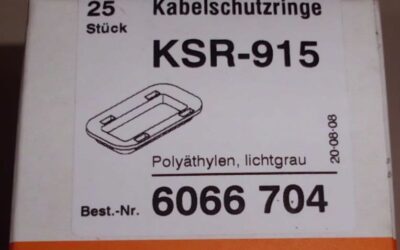 25 Kabelschutzringe
Stück
KSR-915
Polyäthylen, lichtgrau
20-08-08
Best.-Nr. 6066 704